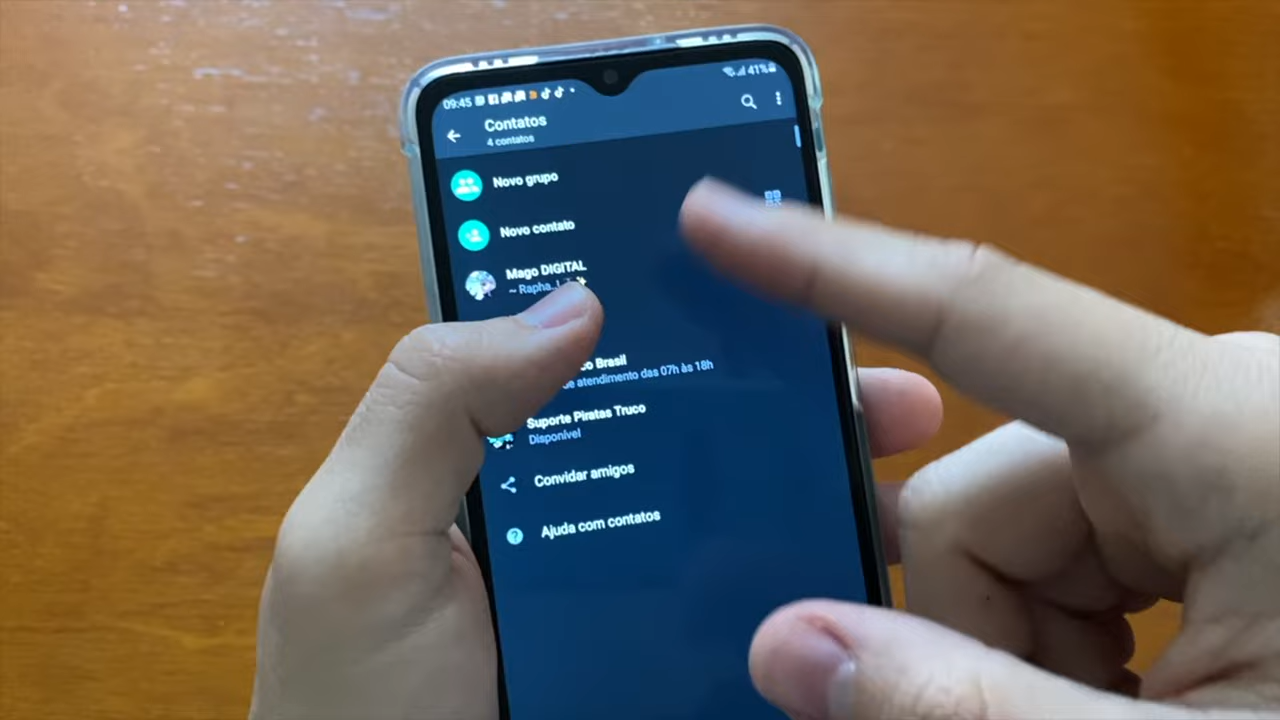 09:45
41%
Contatos
4 contatos
Novo grupo
Novo contato
Mago DIGITAL
~ Rapha
Brasil
de atendimento das 07h às 18h
Suporte Piratas Truco
Disponível
Convidar amigos
Ajuda com contatos